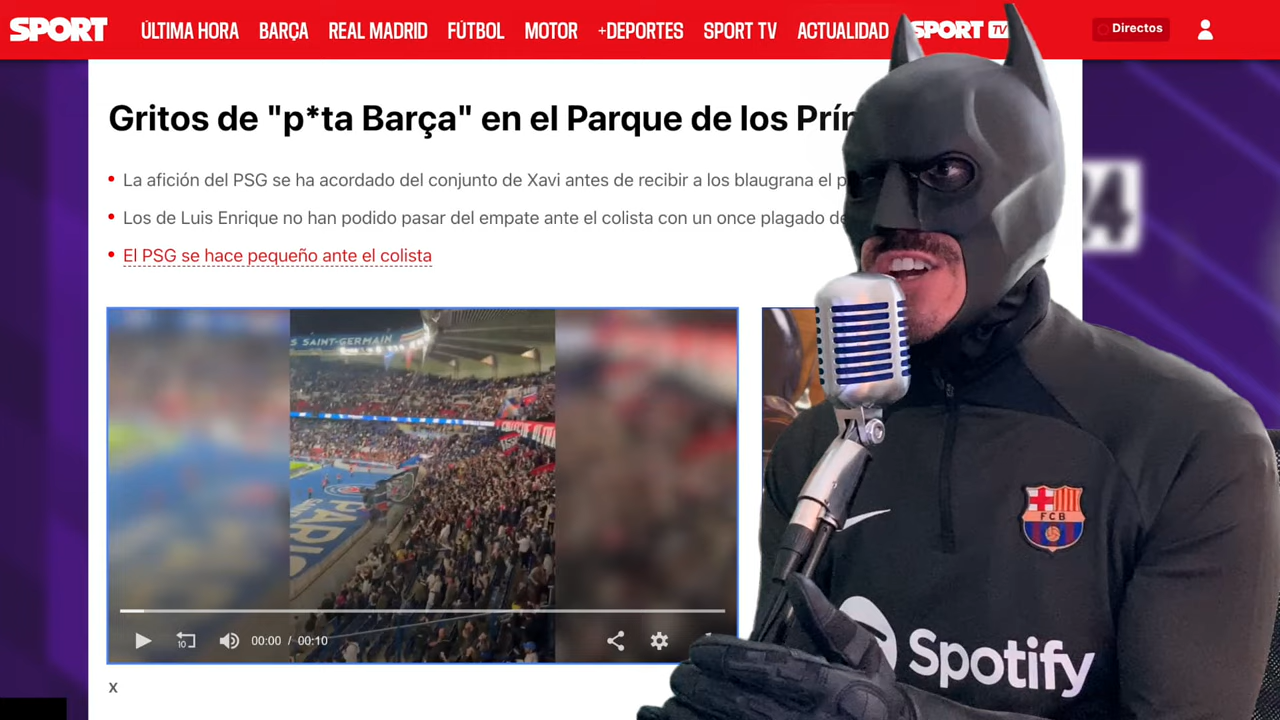 SPORT ÚLTIMA HORA BARÇA REAL MADRID FÚTBOL MOTOR +DEPORTES SPORT TV ACTUALIDAD SPORT TV Directos
Gritos de "p*ta Barça" en el Parque de los
La afición del PSG se ha acordado del conjunto de Xavi antes de recibir a los blaugrana el
Los de Luis Enrique no han podido pasar del empate ante el colista con un once plagado
El PSG se hace pequeño ante el colista
S SAINT-GERMAIN
PARIS
10
00:00 / 00:10
X
4
FCB
Spotify